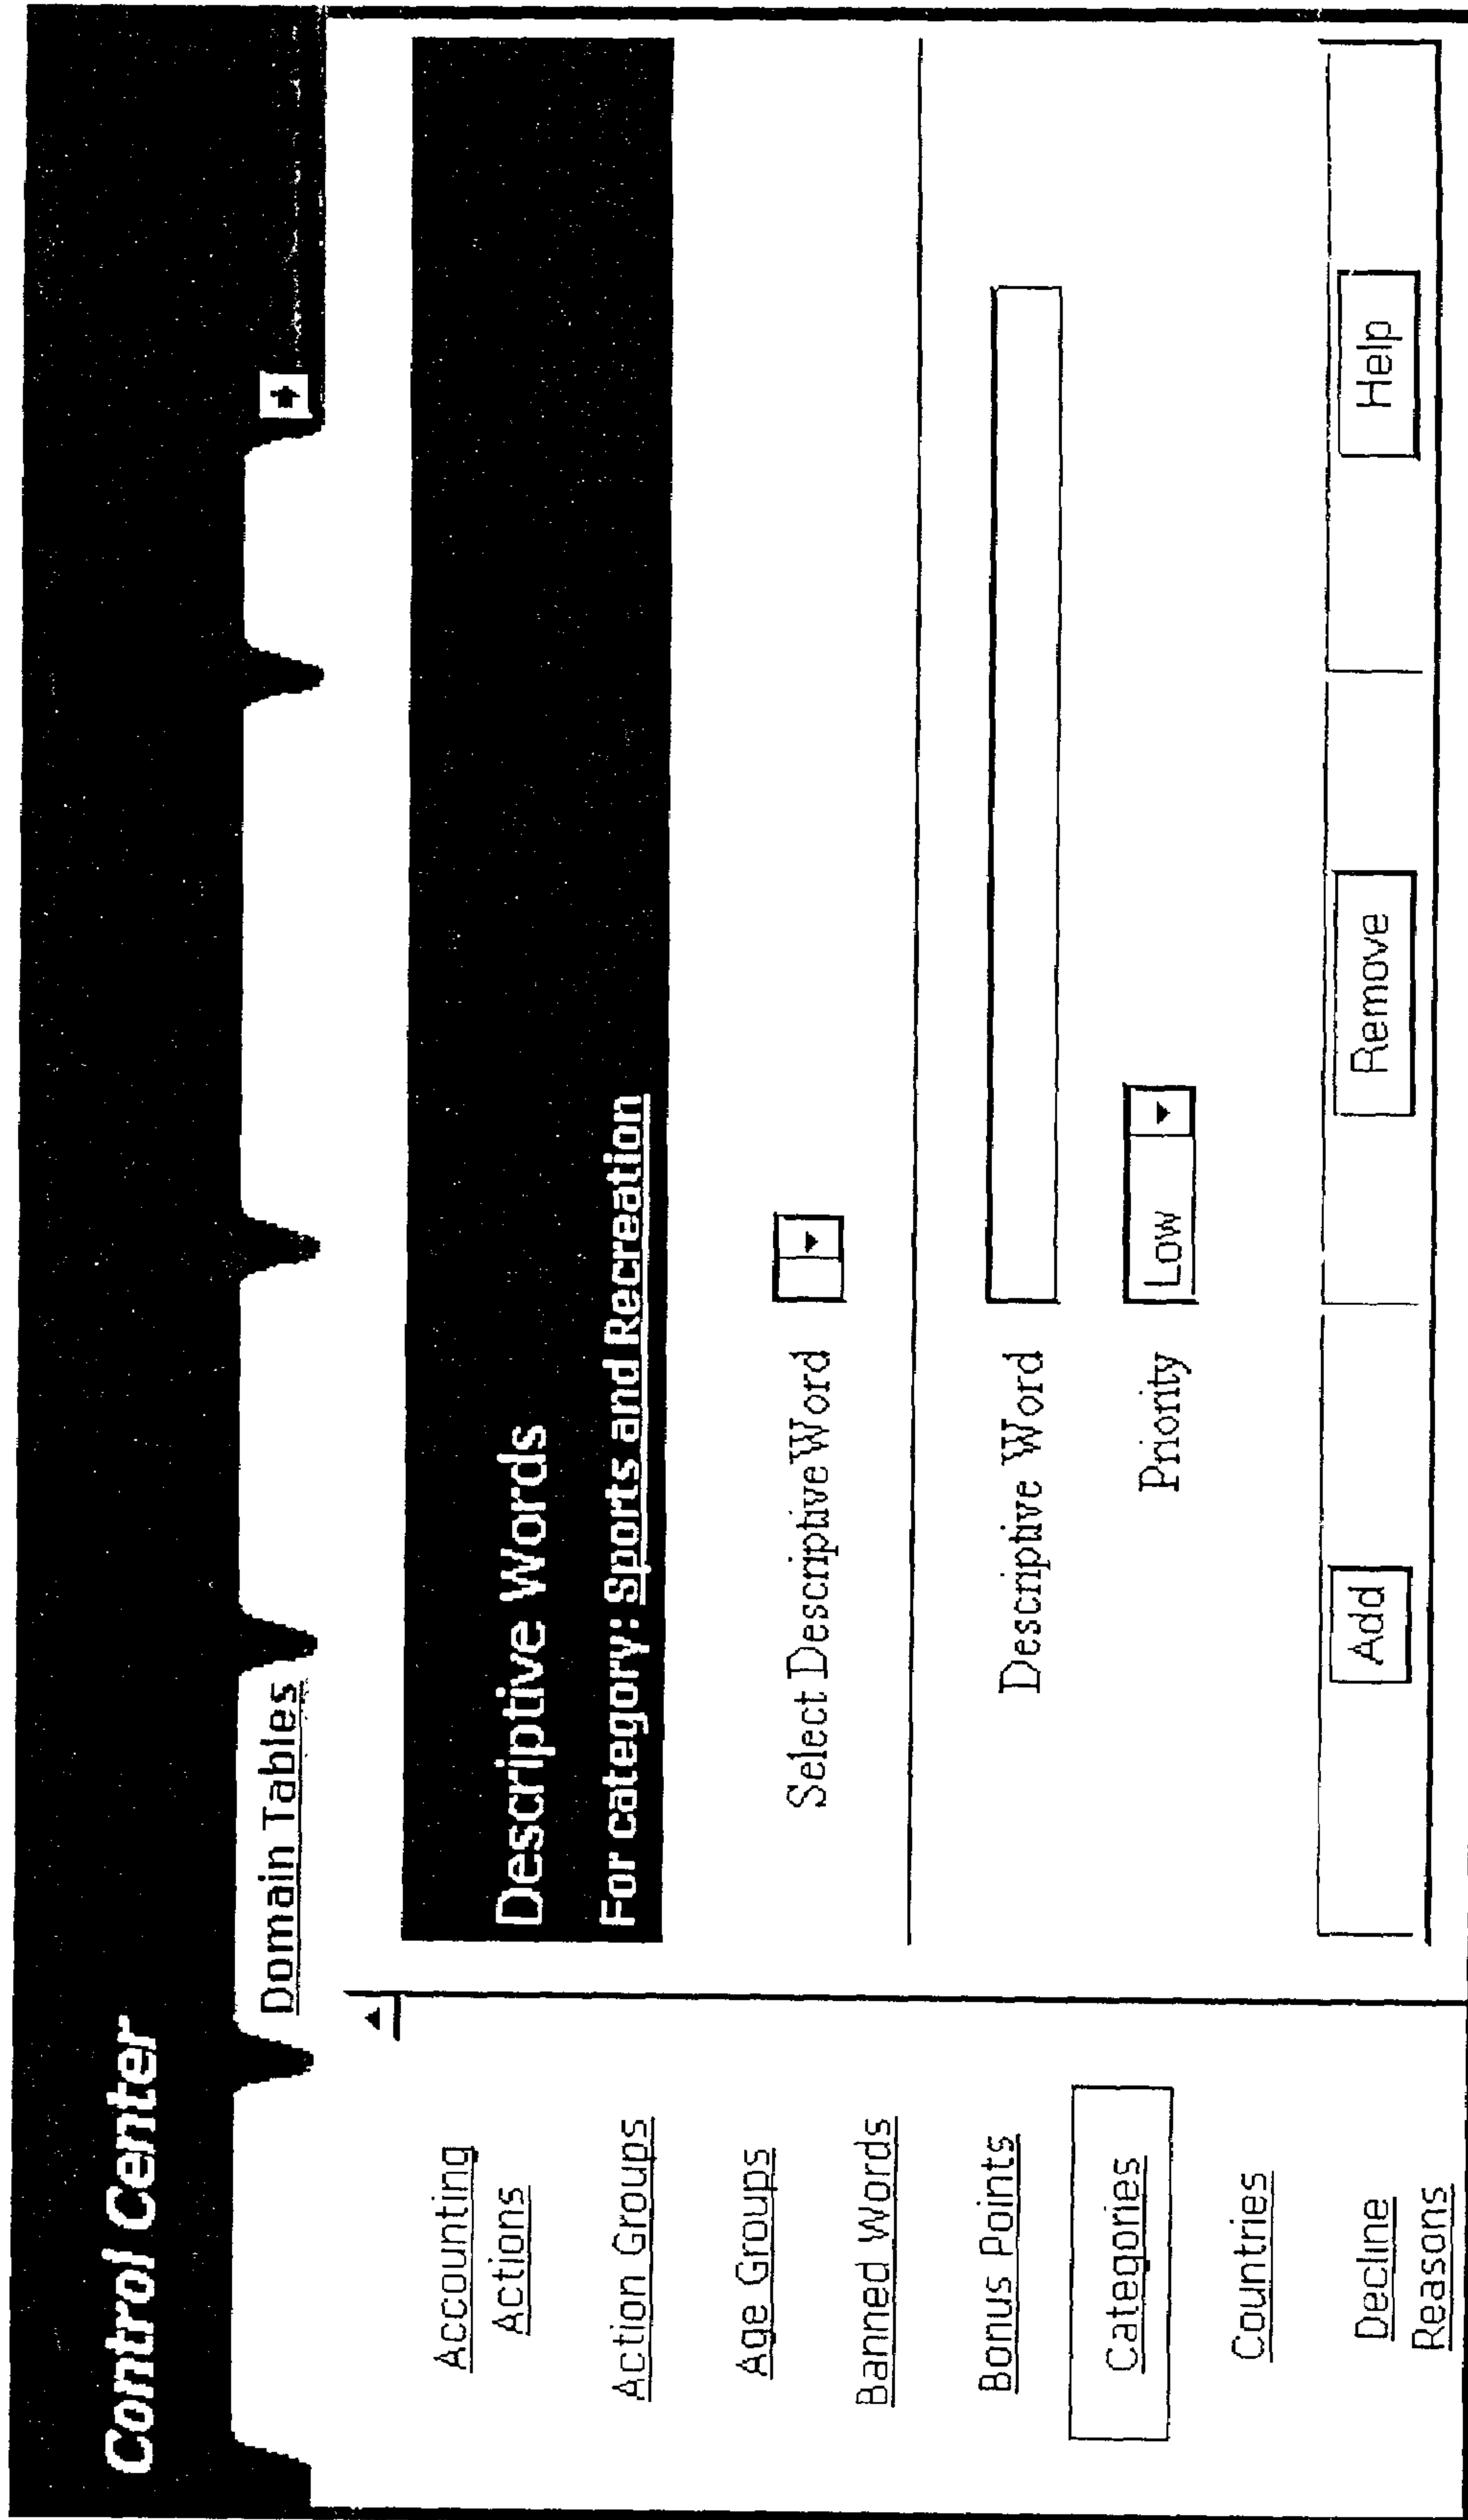 Control Center
Domain Tables
Accounting
Actions
Action Groups
Age Groups
Banned Words
Bonus Points
Categories
Countries
Decline
Reasons
Descriptive Words
For category: Sports and Recreation
Select Descriptive Word
Descriptive Word
Priority
Low
Add
Remove
Help